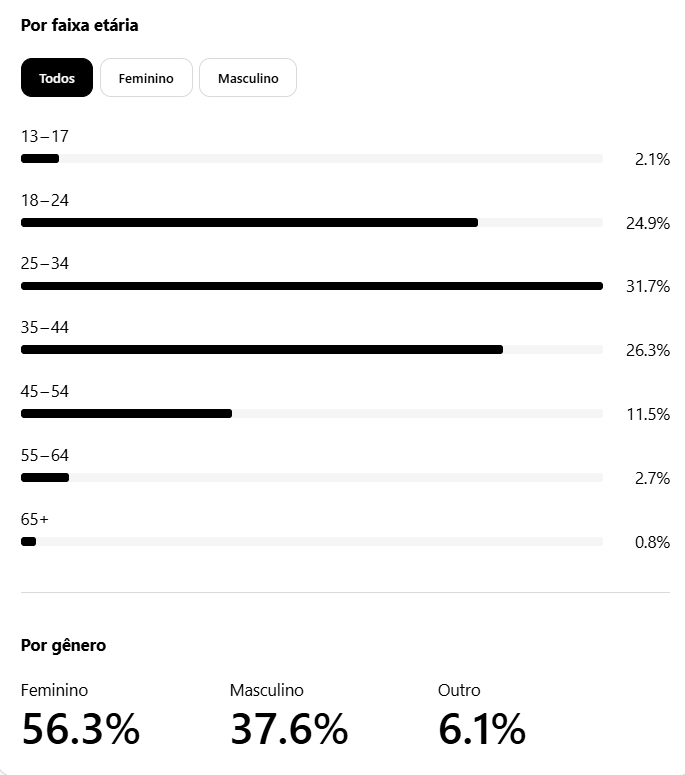 Por faixa etária
Todos Feminino Masculino
13–17
2.1%
18–24
24.9%
25–34
31.7%
35–44
26.3%
45–54
11.5%
55–64
2.7%
65+
0.8%
Por gênero
Feminino Masculino Outro
56.3% 37.6% 6.1%